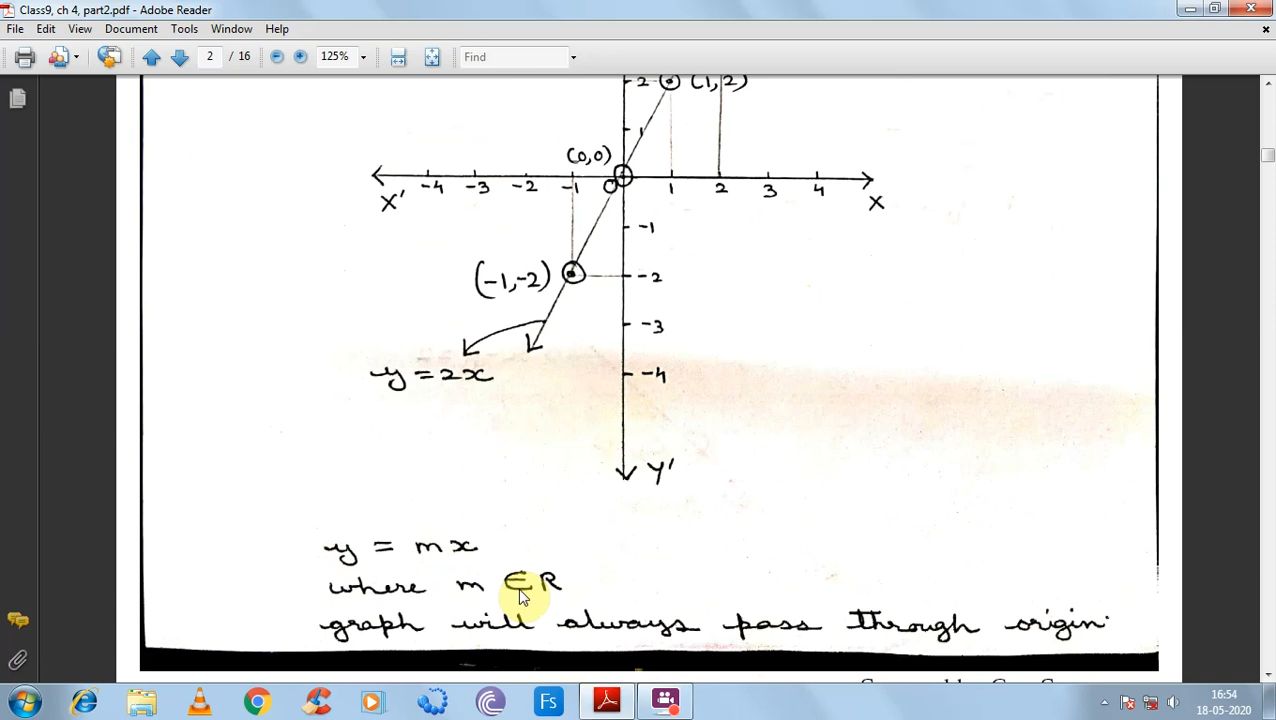 Class9, ch 4, part2.pdf - Adobe Reader
File Edit View Document Tools Window Help
2 / 16 125% Find
2 (1,2)
1
(0,0)
-4 -3 -2 -1 O 1 2 3 4
X' X
-1
(-1,-2) -2
-3
y = 2x -4
Y'
y = mx
where m ∈ R
graph will always pass through origin.
Fs
16:54
18-05-2020